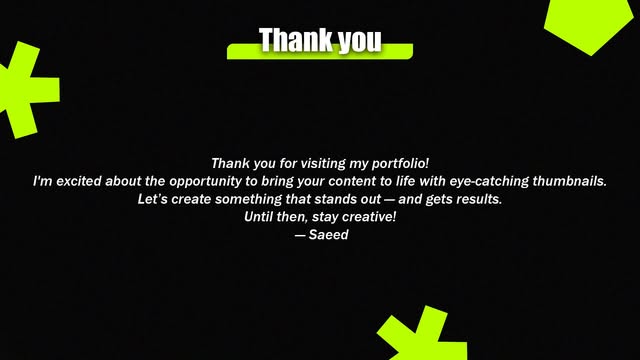 Thank you
Thank you for visiting my portfolio!
I'm excited about the opportunity to bring your content to life with eye-catching thumbnails.
Let's create something that stands out — and gets results.
Until then, stay creative!
— Saeed